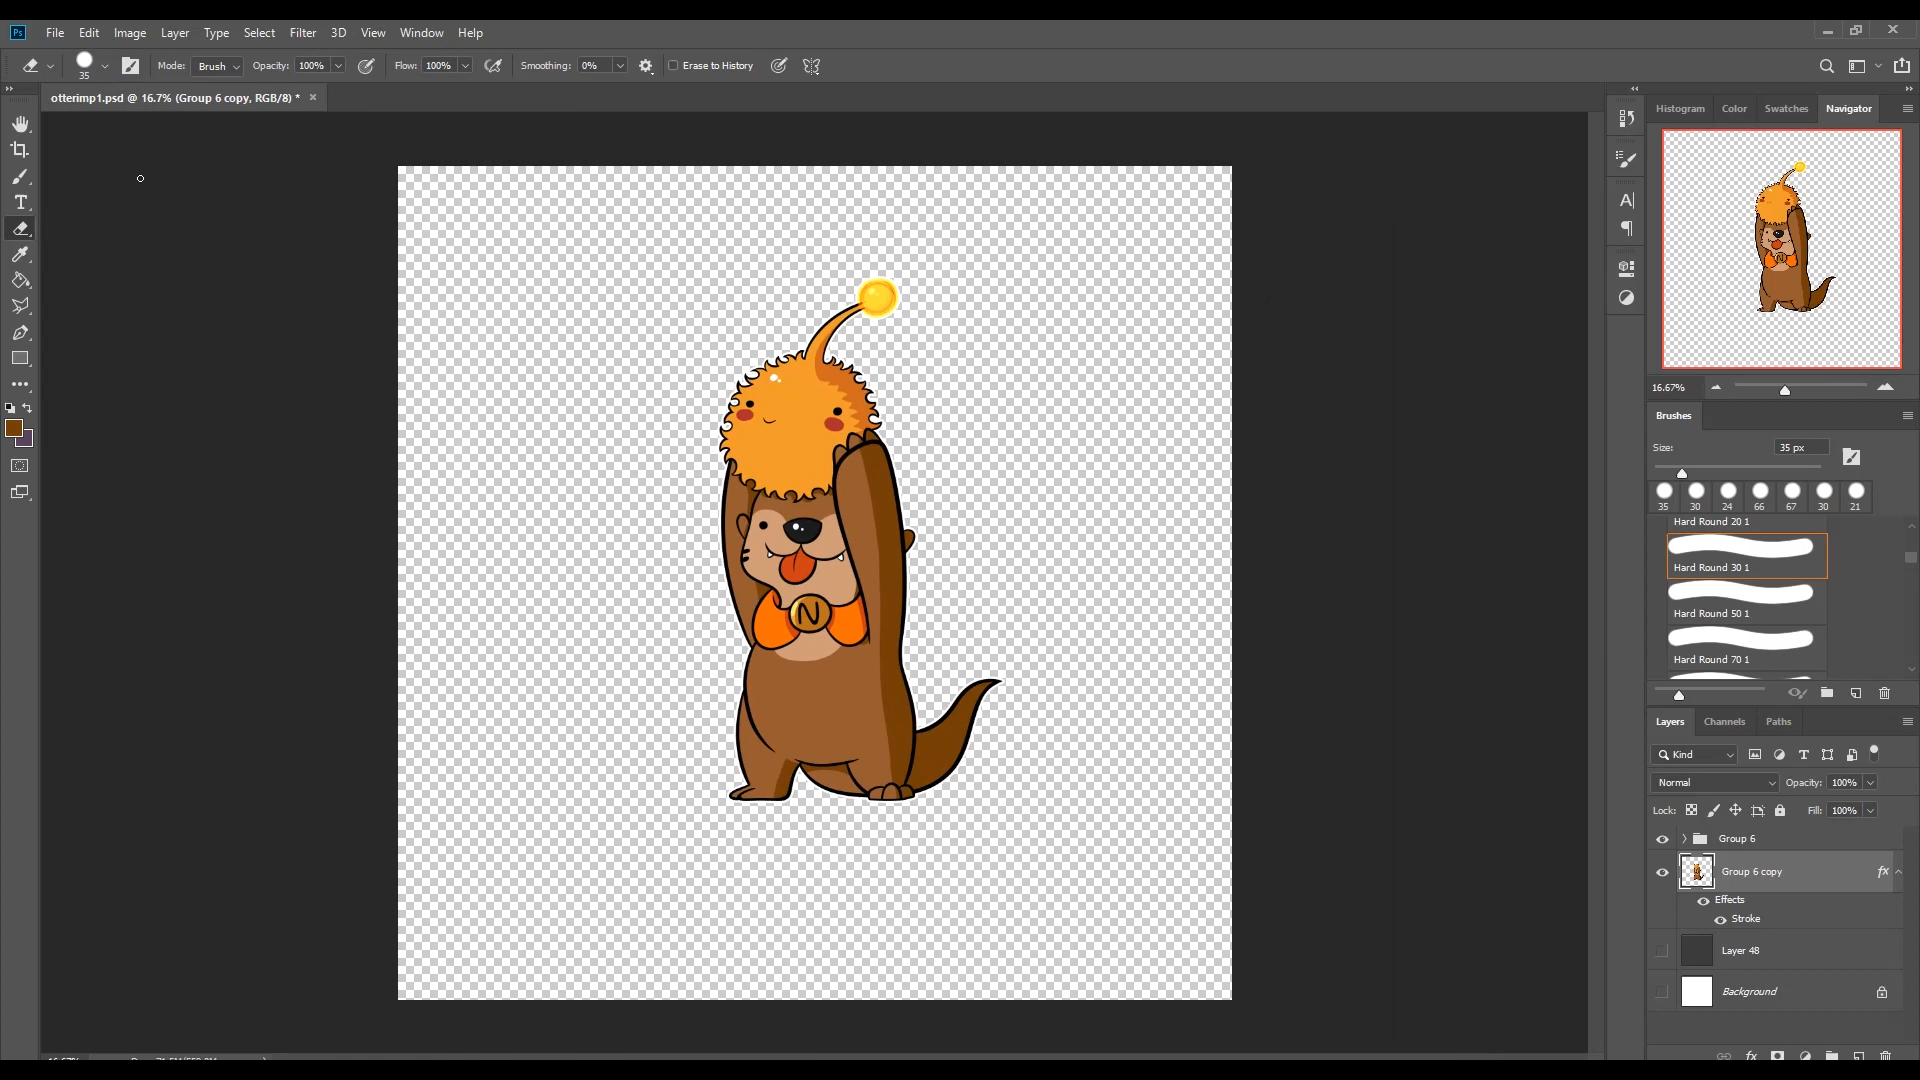 Ps File Edit Image Layer Type Select Filter 3D View Window Help
35 Mode: Brush Opacity: 100% Flow: 100% Smoothing: 0% Erase to History
otterimp1.psd @ 16.7% (Group 6 copy, RGB/8) *
Histogram Color Swatches Navigator
16.67%
Brushes
Size: 35 px
35 30 24 66 67 30 21
Hard Round 20 1
Hard Round 30 1
Hard Round 50 1
Hard Round 70 1
N
Layers Channels Paths
Kind
Normal Opacity: 100%
Lock: Fill: 100%
Group 6
Group 6 copy fx
Effects
Stroke
Layer 48
Background
fx